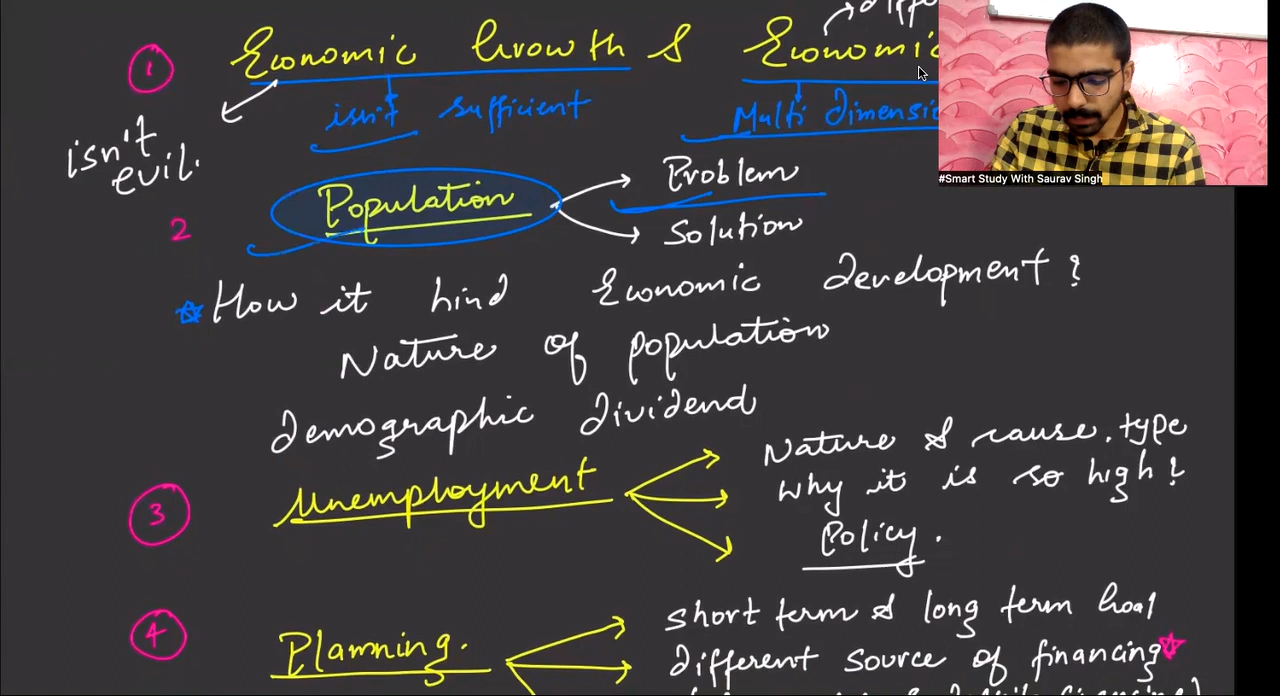 1 Economic Growth & Economic
isn't sufficient
Multi dimensio
isn't evil.
#Smart Study With Saurav Singh
2 Population
Problem
Solution
How it hind Economic development?
Nature of population
demographic dividend
3 Unemployment
Nature & cause. type
Why it is so high?
Policy.
4 Planning.
short term & long term Goal
different source of financing